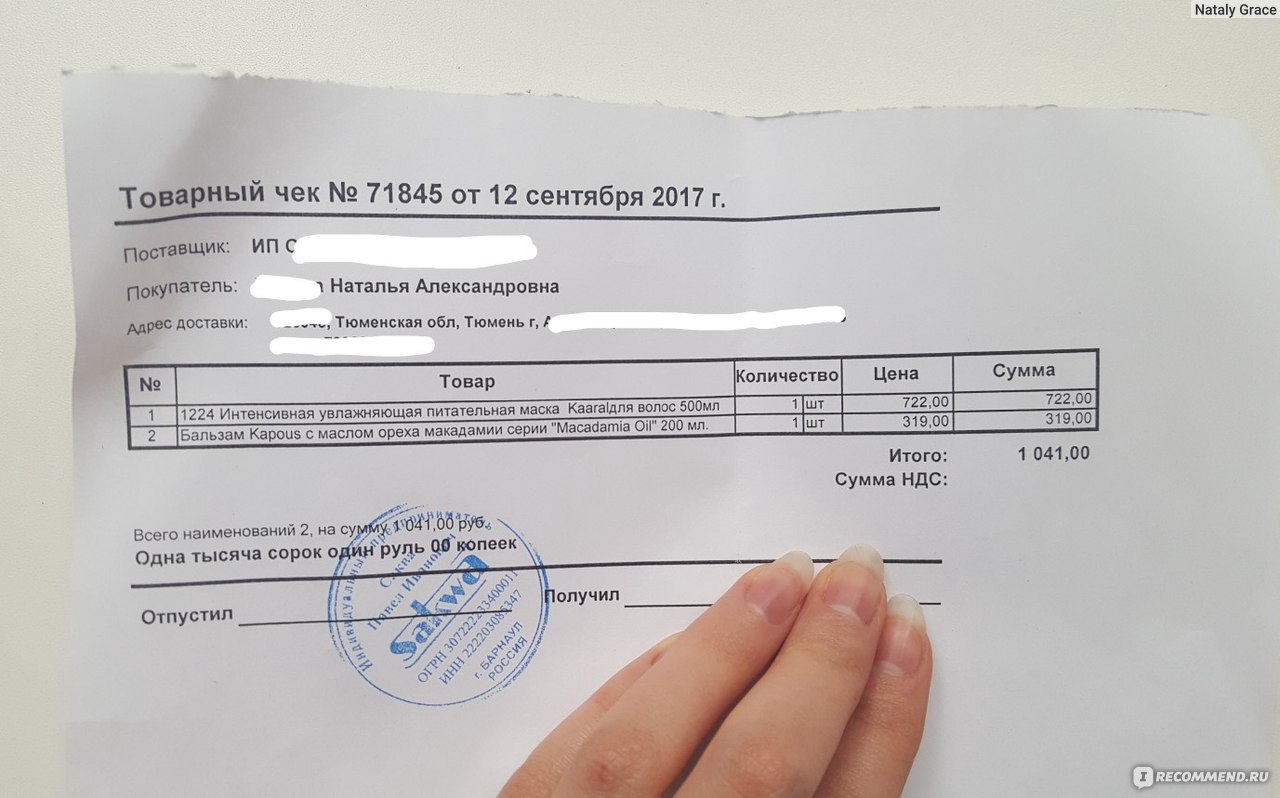 Nataly Grace
Товарный чек № 71845 от 12 сентября 2017 г.
Поставщик: ИП С
Покупатель: а Наталья Александровна
Адрес доставки: Тюменская обл, Тюмень г, А
№ Товар Количество Цена Сумма
1 1224 Интенсивная увлажняющая питательная маска Kaaralдля волос 500мл 1 шт 722,00 722,00
2 Бальзам Kapous с маслом ореха макадамии серии "Macadamia Oil" 200 мл. 1 шт 319,00 319,00
Итого: 1 041,00
Сумма НДС:
Всего наименований 2, на сумму 1 041,00 руб.
Одна тысяча сорок один руль 00 копеек
Отпустил Получил
Индивидуальный предприниматель
Павел Иванович
sakwa
ОГРН 307222233400011
ИНН 222203086347
г. БАРНАУЛ
РОССИЯ
RECOMMEND.RU